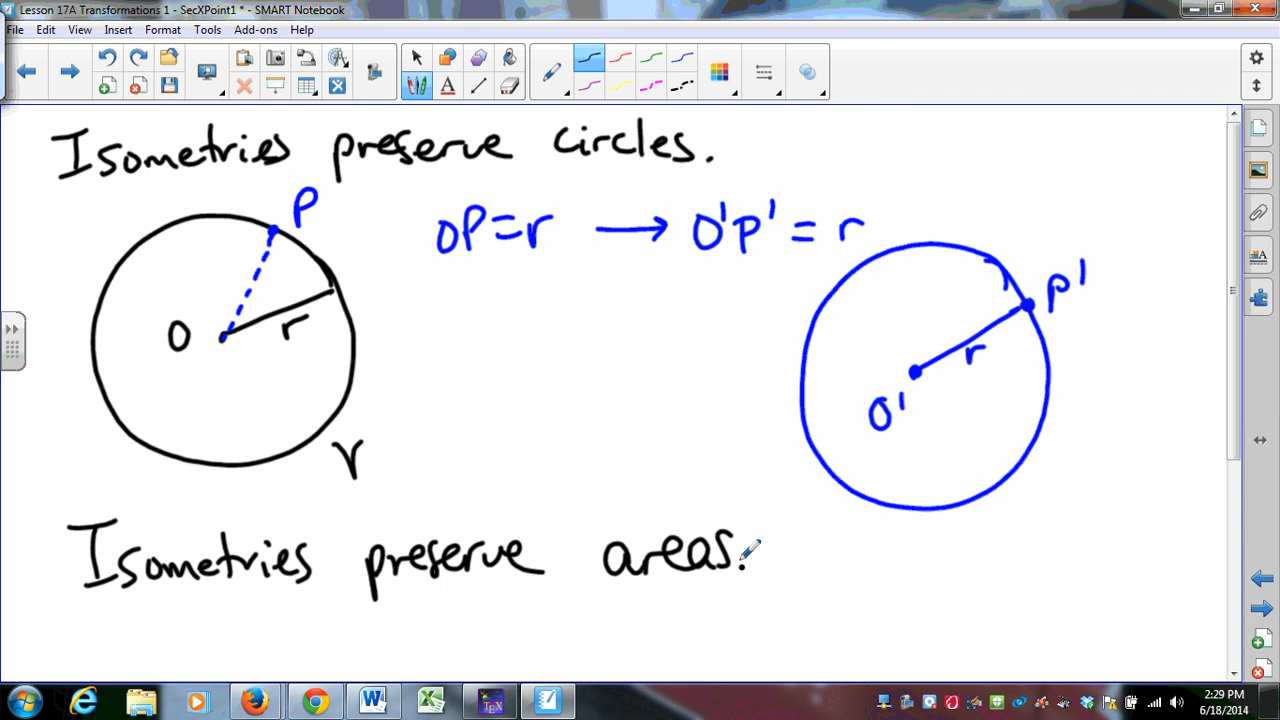 Lesson 17A Transformations 1 - SecXPoint1 * - SMART Notebook
File Edit View Insert Format Tools Add-ons Help
Isometries preserve circles.
P
OP=r → O'P' = r
O
r
P'
r
O'
γ
Isometries preserve areas.
2:29 PM
6/18/2014